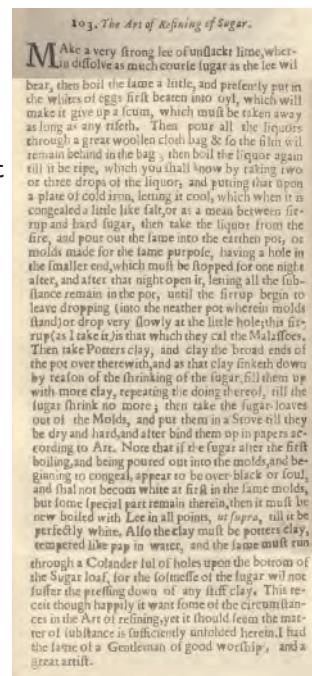 103. The Art of Refining of Sugar.
MAke a very ſtrong lee of unſlackt lime, wher-
in diſſolve as much courſe ſugar as the lee wil
bear, then boil the ſame a little, and preſently put in
the whites of eggs firſt beaten into oyl, which will
make it give up a ſcum, which muſt be taken away
as long as any riſeth. Then pour all the liquors
through a great woollen cloth bag & ſo the filth wil
remain behind in the bag, then boil the liquor again
till it be ripe, which you ſhall know by taking two
or three drops of the liquor, and putting that upon
a plate of cold iron, letting it cool, which when it is
congealed a little like ſalt, or as a mean between ſir-
rup and hard ſugar, then take the liquor from the
fire, and pour out the ſame into the earthen pot, or
molds made for the ſame purpoſe, having a hole in
the ſmaller end, which muſt be ſtopped for one night
after, and after that night open it, letting all the ſub-
ſtance remain in the pot, until the ſirrup begin to
leave dropping (into the neather pot wherein molds
ſtand) or drop very ſlowly at the little hole; this ſir-
rup (as I take it,) is that which they cal the Malaſſoes.
Then take Potters clay, and clay the broad ends of
the pot over therewith, and as that clay ſinketh down
by reaſon of the ſhrinking of the ſugar, fill them up
with more clay, repeating the doing thereof, till the
ſugar ſhrink no more; then take the ſugar-loaves
out of the Molds, and put them in a Stove till they
be dry and hard, and after bind them up in papers ac-
cording to Art. Note that if the ſugar after the firſt
boiling, and being poured out into the molds, and be-
ginning to congeal, appear to be over black or foul,
and ſhal not becom white at firſt in the ſame molds,
but ſome ſpecial part remain therein, then it muſt be
new boiled with Lee in all points, ut ſupra, till it be
perfectly white. Alſo the clay muſt be potters clay,
tempered like pap in water, and the ſame muſt run
through a Colander ful of holes upon the bottom of
the Sugar loaf, for the ſoftneſſe of the ſugar wil not
ſuffer the preſſing down of any ſtiff clay. This re-
ceit though happily it want ſome of the circumſtan-
ces in the Art of refining, yet it ſhould ſeem the mat-
ter of ſubſtance is ſufficiently unfolded herein. I had
the ſame of a Gentleman of good worſhip, and a
great artiſt.